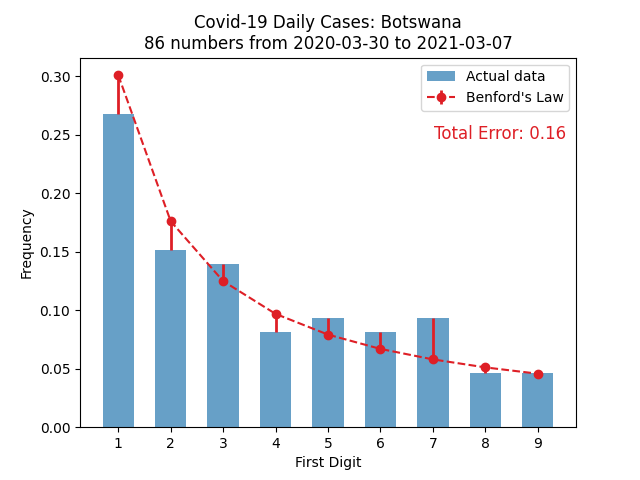 Covid-19 Daily Cases: Botswana
86 numbers from 2020-03-30 to 2021-03-07
Actual data
Benford's Law
Total Error: 0.16
Frequency
0.30
0.25
0.20
0.15
0.10
0.05
0.00
1 2 3 4 5 6 7 8 9
First Digit